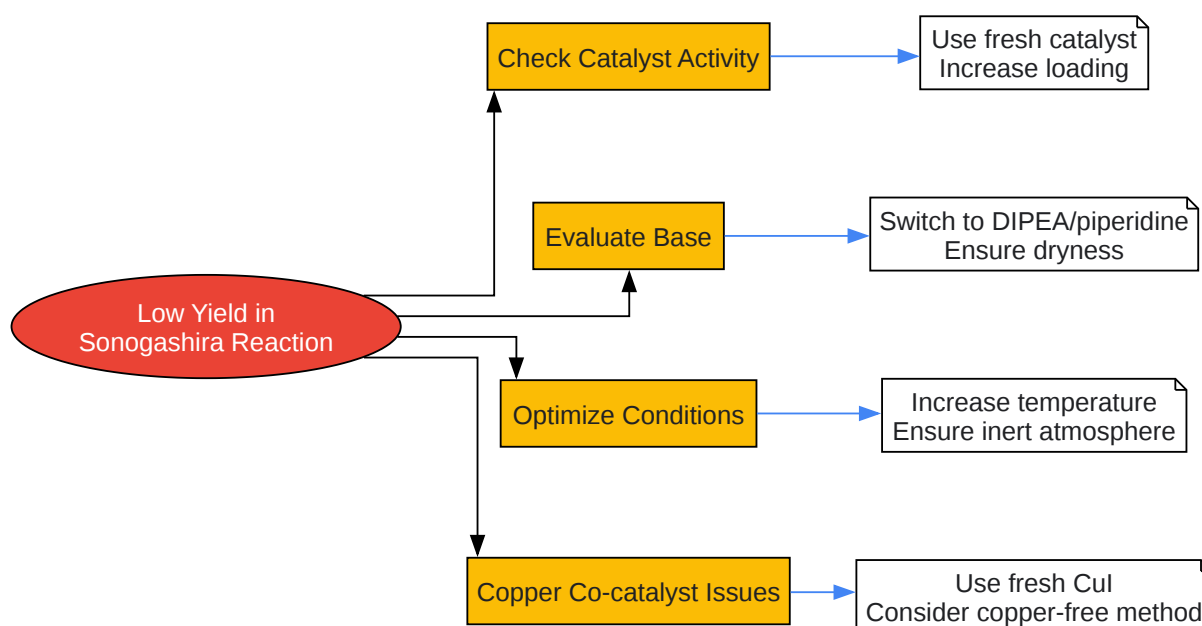 Check Catalyst Activity
Use fresh catalyst
Increase loading
Evaluate Base
Switch to DIPEA/piperidine
Ensure dryness
Low Yield in
Sonogashira Reaction
Optimize Conditions
Increase temperature
Ensure inert atmosphere
Copper Co-catalyst Issues
Use fresh CuI
Consider copper-free method